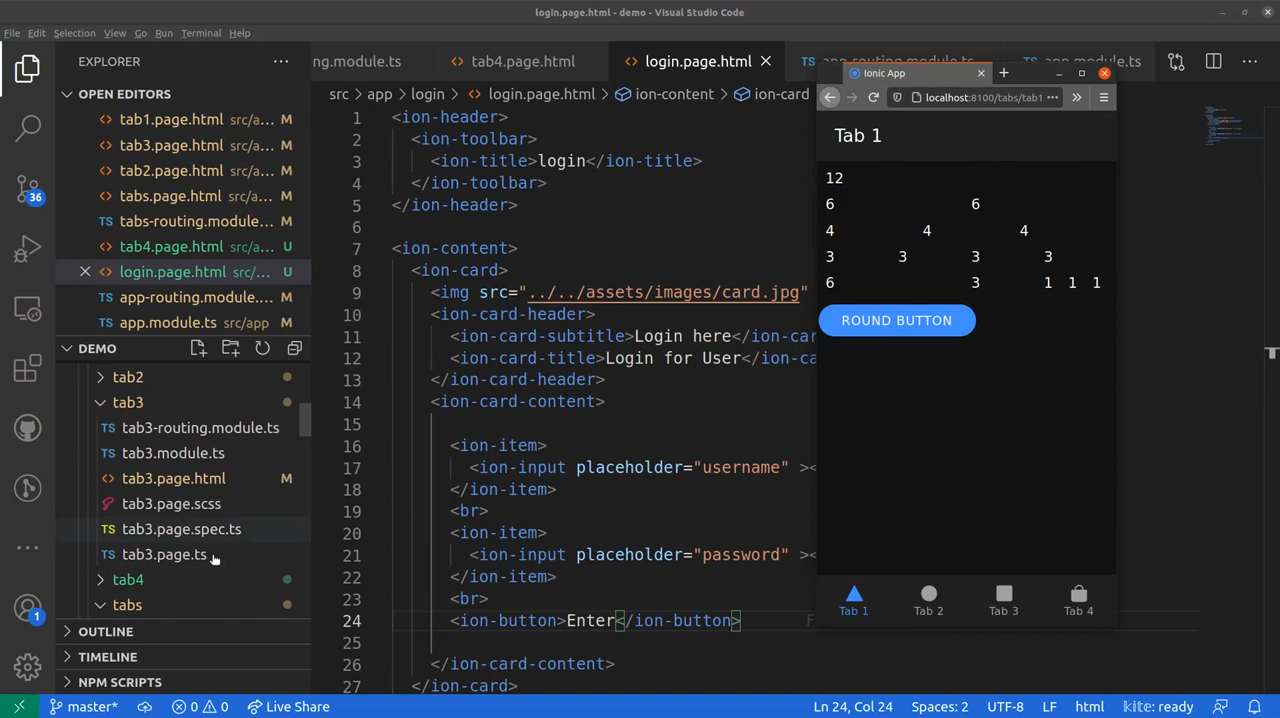 login.page.html - demo - Visual Studio Code
File Edit Selection View Go Run Terminal Help
EXPLORER
OPEN EDITORS
tab1.page.html src/a... M
tab3.page.html src/a... M
tab2.page.html src/a... M
tabs.page.html src/a... M
tabs-routing.module.... M
tab4.page.html src/a... U
login.page.html src/... U
app-routing.module....
app.module.ts src/app
DEMO
tab2
tab3
tab3-routing.module.ts
tab3.module.ts
tab3.page.html M
tab3.page.scss
TS tab3.page.spec.ts
TS tab3.page.ts
tab4
tabs
OUTLINE
TIMELINE
NPM SCRIPTS
36
1
ng.module.ts tab4.page.html login.page.html TS app-routing.module.ts app.module.ts
src > app > login > login.page.html > ion-content > ion-card
1 <ion-header>
2 <ion-toolbar>
3 <ion-title>login</ion-title>
4 </ion-toolbar>
5 </ion-header>
6
7 <ion-content>
8 <ion-card>
9 <img src="../../assets/images/card.jpg"
10 <ion-card-header>
11 <ion-card-subtitle>Login here</ion-car
12 <ion-card-title>Login for User</ion-ca
13 </ion-card-header>
14 <ion-card-content>
15
16 <ion-item>
17 <ion-input placeholder="username" ><
18 </ion-item>
19 <br>
20 <ion-item>
21 <ion-input placeholder="password" ><
22 </ion-item>
23 <br>
24 <ion-button>Enter</ion-button>
25
26 </ion-card-content>
27 </ion-card>
Ionic App
localhost:8100/tabs/tab1
Tab 1
12
6 6
4 4 4
3 3 3 3
6 3 1 1 1
ROUND BUTTON
Tab 1 Tab 2 Tab 3 Tab 4
master* 0 0 Live Share Ln 24, Col 24 Spaces: 2 UTF-8 LF html kite: ready